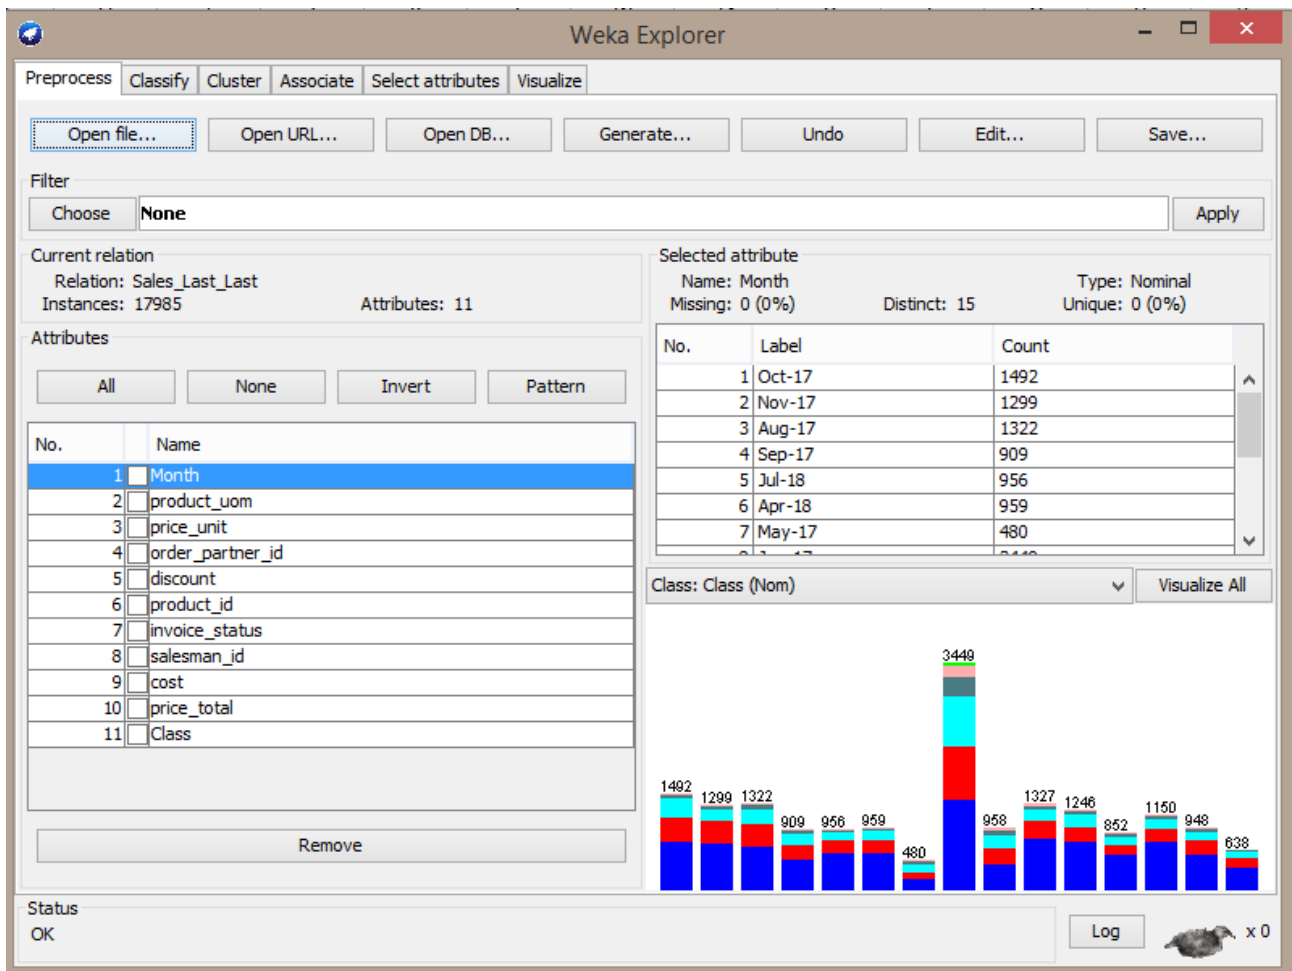 Weka Explorer
Preprocess Classify Cluster Associate Select attributes Visualize
Open file... Open URL... Open DB... Generate... Undo Edit... Save...
Filter
Choose None Apply
Current relation
Relation: Sales_Last_Last
Instances: 17985 Attributes: 11
Attributes
All None Invert Pattern
No. Name
1 Month
2 product_uom
3 price_unit
4 order_partner_id
5 discount
6 product_id
7 invoice_status
8 salesman_id
9 cost
10 price_total
11 Class
Remove
Selected attribute
Name: Month Type: Nominal
Missing: 0 (0%) Distinct: 15 Unique: 0 (0%)
No. Label Count
1 Oct-17 1492
2 Nov-17 1299
3 Aug-17 1322
4 Sep-17 909
5 Jul-18 956
6 Apr-18 959
7 May-17 480
Class: Class (Nom) Visualize All
1492 1299 1322 909 956 959 480 3449 958 1327 1246 852 1150 948 638
Status
OK Log x 0